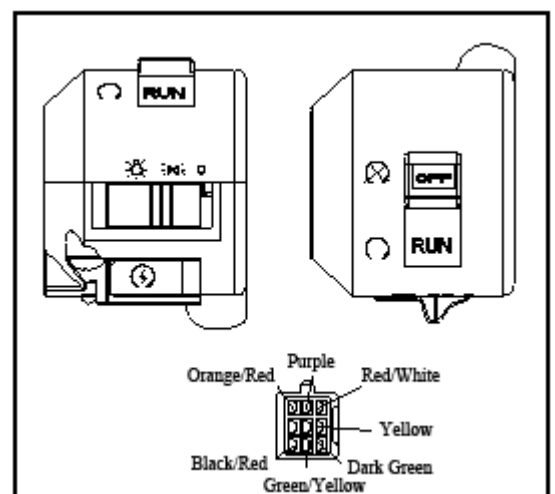 RUN
OFF
RUN
Purple
Orange/Red
Red/White
Yellow
Black/Red
Dark Green
Green/Yellow